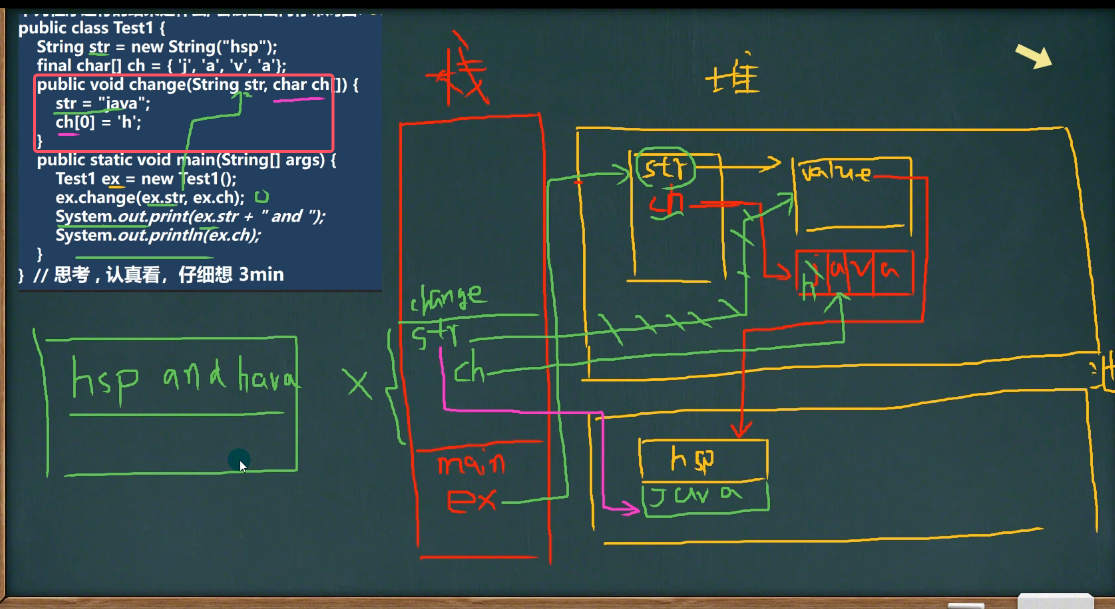 public class Test1 {
String str = new String("hsp");
final char[] ch = { 'j', 'a', 'v', 'a'};
public void change(String str, char ch[]) {
str = "java";
ch[0] = 'h';
}
public static void main(String[] args) {
Test1 ex = new Test1();
ex.change(ex.str, ex.ch);
System.out.print(ex.str + " and ");
System.out.println(ex.ch);
}
} // 思考，认真看，仔细想 3min
hsp and hava
栈
change
str
ch
main
ex
堆
str
ch
value
h a v a
hsp
java